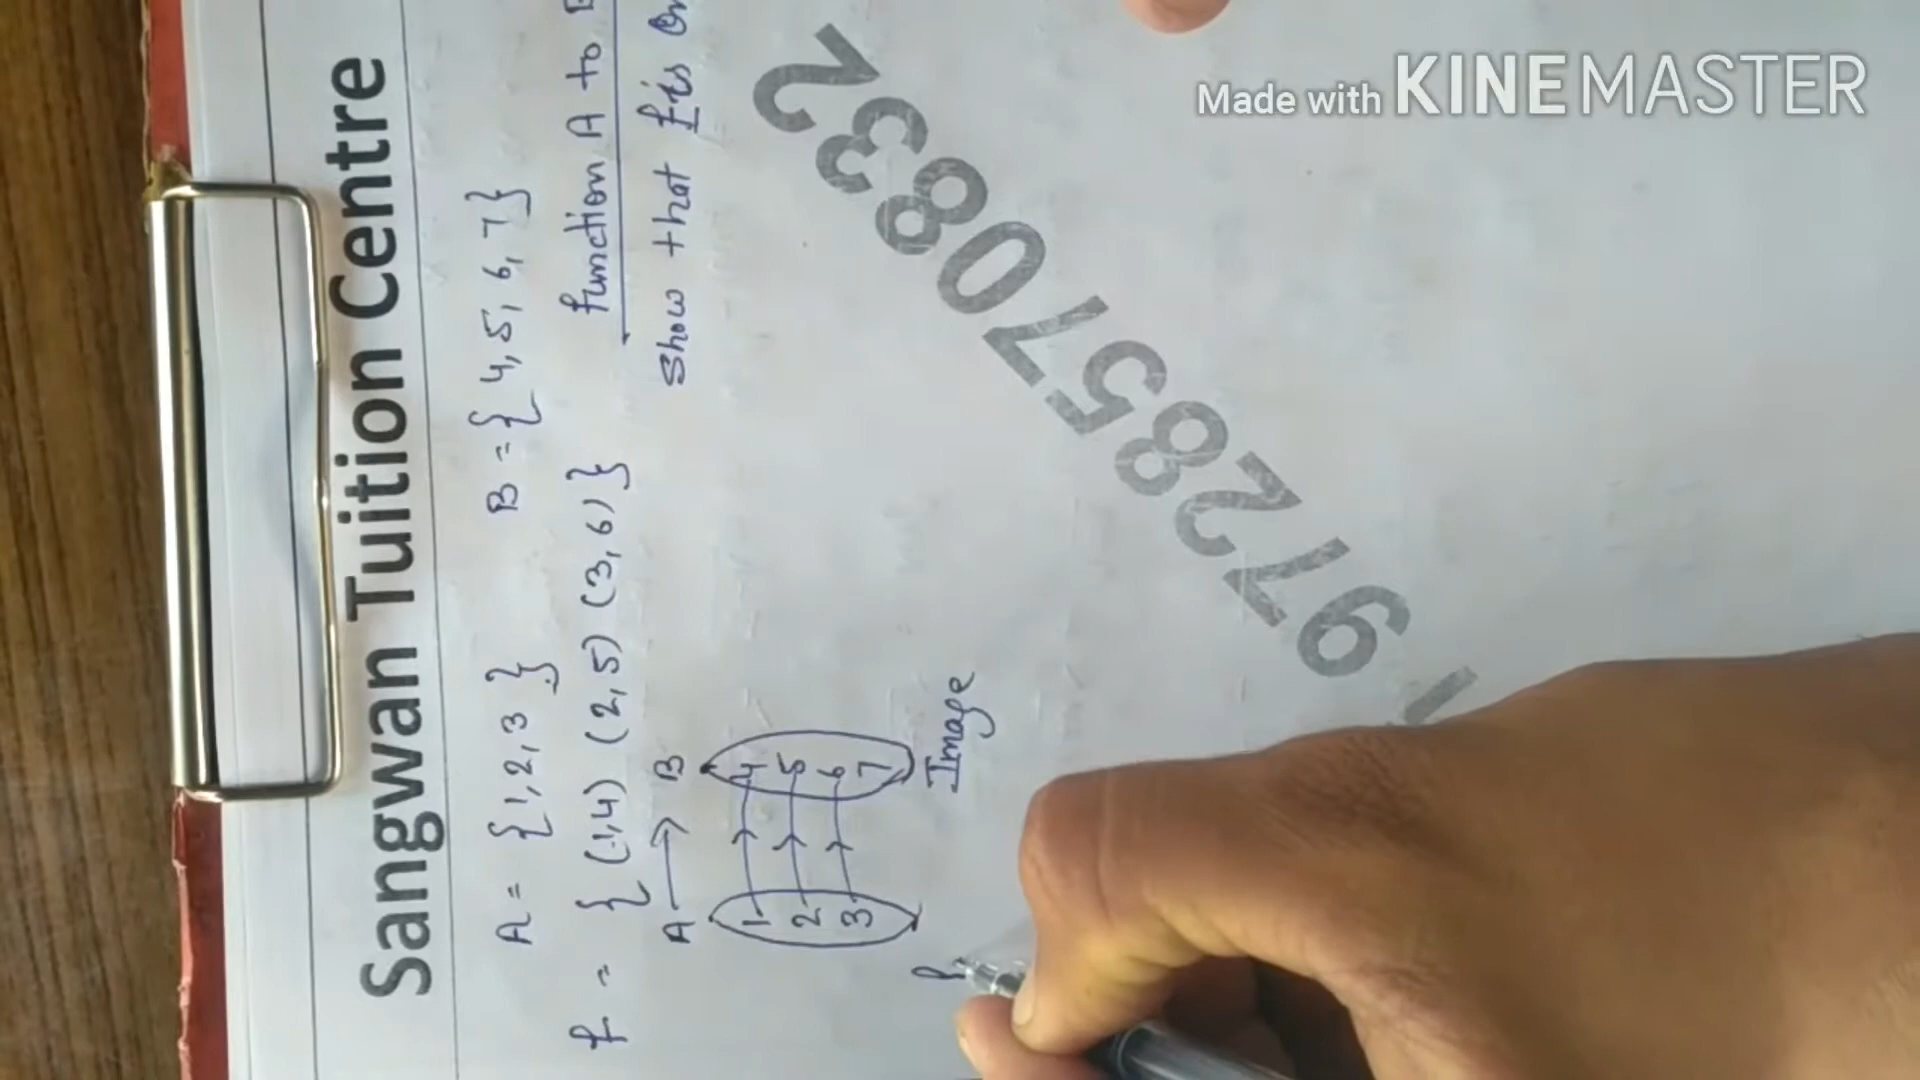 Made with KINEMASTER
Sangwan Tuition Centre
A = {1, 2, 3} B = {4, 5, 6, 7}
f = {(1,4) (2,5) (3,6)} function A to
show that f is
A → B
1 4
2 5
3 6
7
Image
9728570832